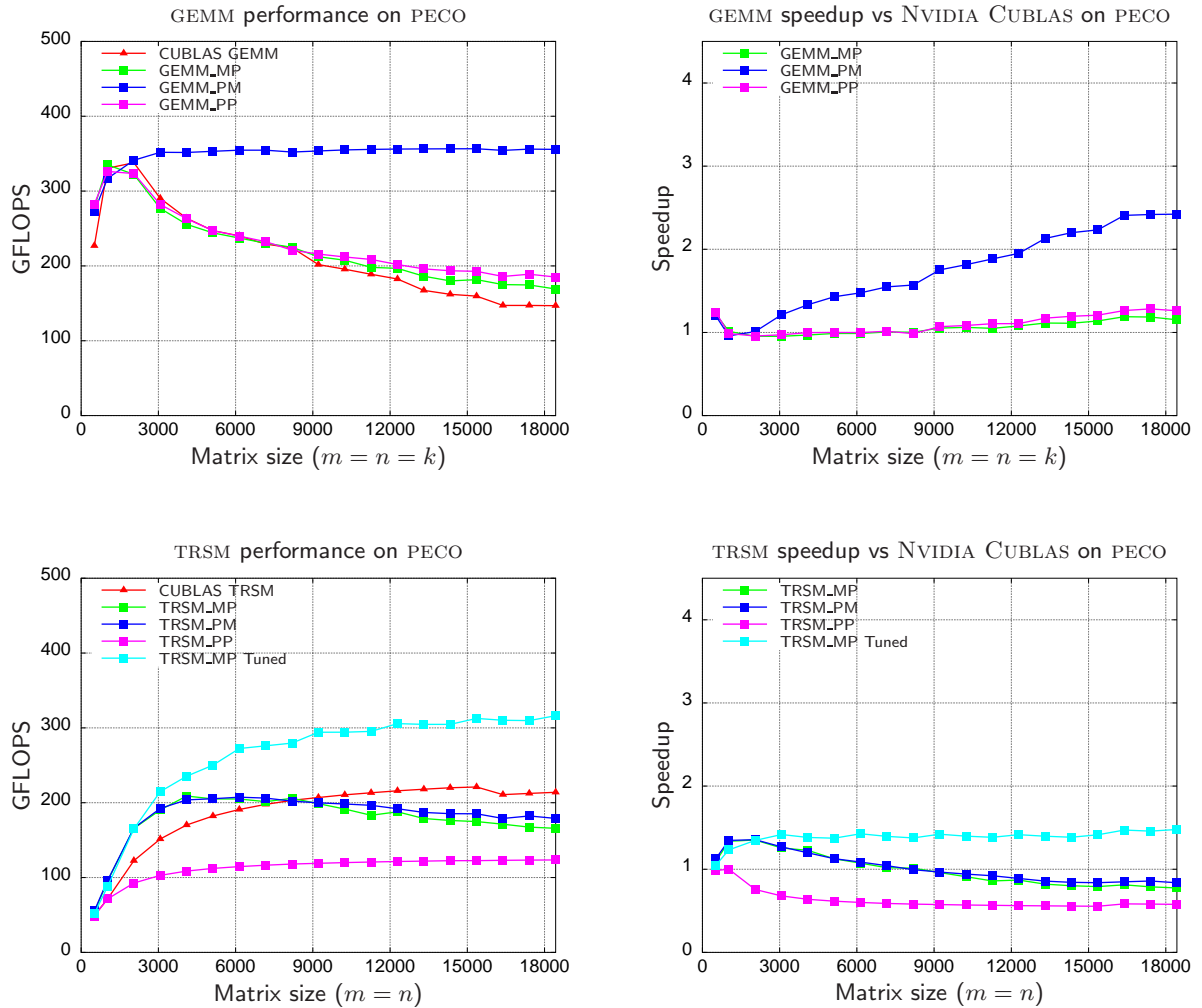 GEMM performance on PECO
500
400
300
200
100
0
GFLOPS
CUBLAS GEMM
GEMM_MP
GEMM_PM
GEMM_PP
0 3000 6000 9000 12000 15000 18000
Matrix size (m = n = k)
GEMM speedup vs NVIDIA CUBLAS on PECO
4
3
2
1
0
Speedup
GEMM_MP
GEMM_PM
GEMM_PP
0 3000 6000 9000 12000 15000 18000
Matrix size (m = n = k)
TRSM performance on PECO
500
400
300
200
100
0
GFLOPS
CUBLAS TRSM
TRSM_MP
TRSM_PM
TRSM_PP
TRSM_MP Tuned
0 3000 6000 9000 12000 15000 18000
Matrix size (m = n)
TRSM speedup vs NVIDIA CUBLAS on PECO
4
3
2
1
0
Speedup
TRSM_MP
TRSM_PM
TRSM_PP
TRSM_MP Tuned
0 3000 6000 9000 12000 15000 18000
Matrix size (m = n)